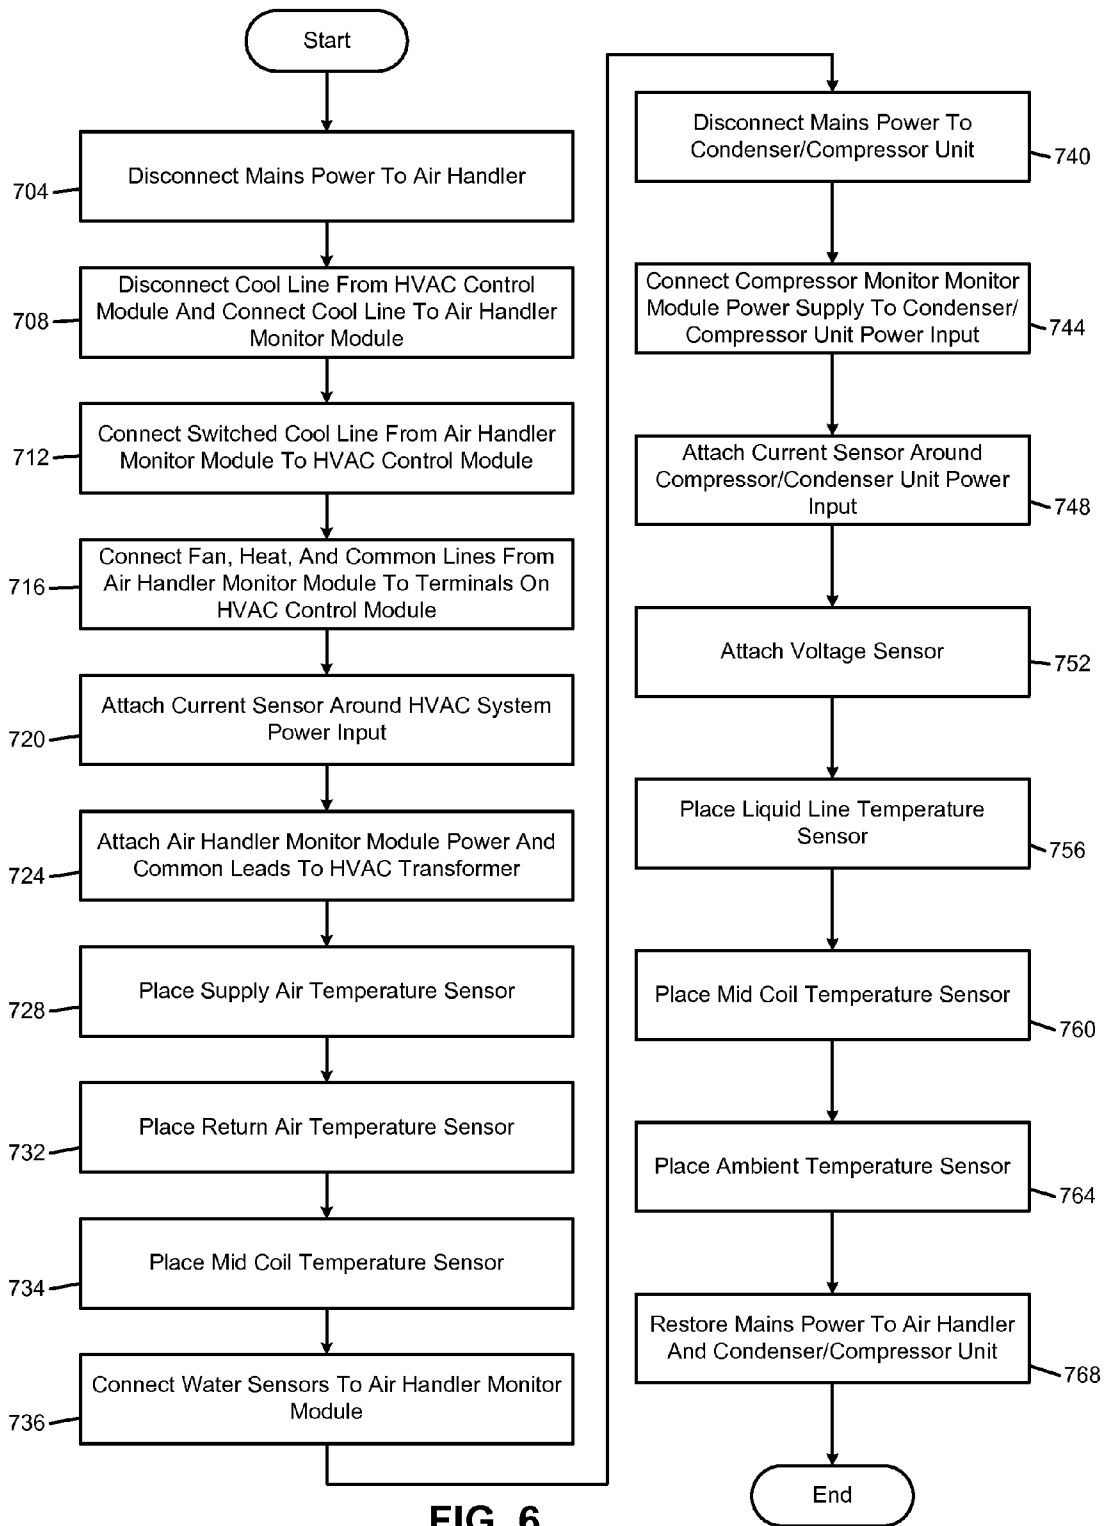 Start
704
Disconnect Mains Power To Air Handler
708
Disconnect Cool Line From HVAC Control
Module And Connect Cool Line To Air Handler
Monitor Module
712
Connect Switched Cool Line From Air Handler
Monitor Module To HVAC Control Module
716
Connect Fan, Heat, And Common Lines From
Air Handler Monitor Module To Terminals On
HVAC Control Module
720
Attach Current Sensor Around HVAC System
Power Input
724
Attach Air Handler Monitor Module Power And
Common Leads To HVAC Transformer
728
Place Supply Air Temperature Sensor
732
Place Return Air Temperature Sensor
734
Place Mid Coil Temperature Sensor
736
Connect Water Sensors To Air Handler Monitor
Module
Disconnect Mains Power To
Condenser/Compressor Unit
740
Connect Compressor Monitor Monitor
Module Power Supply To Condenser/
Compressor Unit Power Input
744
Attach Current Sensor Around
Compressor/Condenser Unit Power
Input
748
Attach Voltage Sensor
752
Place Liquid Line Temperature
Sensor
756
Place Mid Coil Temperature Sensor
760
Place Ambient Temperature Sensor
764
Restore Mains Power To Air Handler
And Condenser/Compressor Unit
768
End
FIG. 6